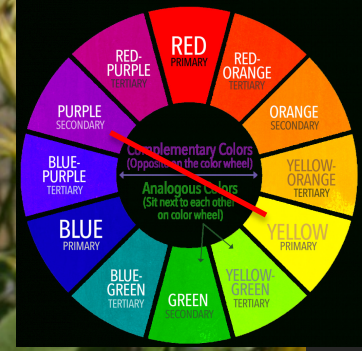 RED
PRIMARY
RED-
ORANGE
TERTIARY
ORANGE
SECONDARY
YELLOW-
ORANGE
TERTIARY
YELLOW
PRIMARY
YELLOW-
GREEN
TERTIARY
GREEN
SECONDARY
BLUE-
GREEN
TERTIARY
BLUE
PRIMARY
BLUE-
PURPLE
TERTIARY
PURPLE
SECONDARY
RED-
PURPLE
TERTIARY
Complementary Colors
(Opposite on the color wheel)
Analogous Colors
(Sit next to each other
on color wheel)